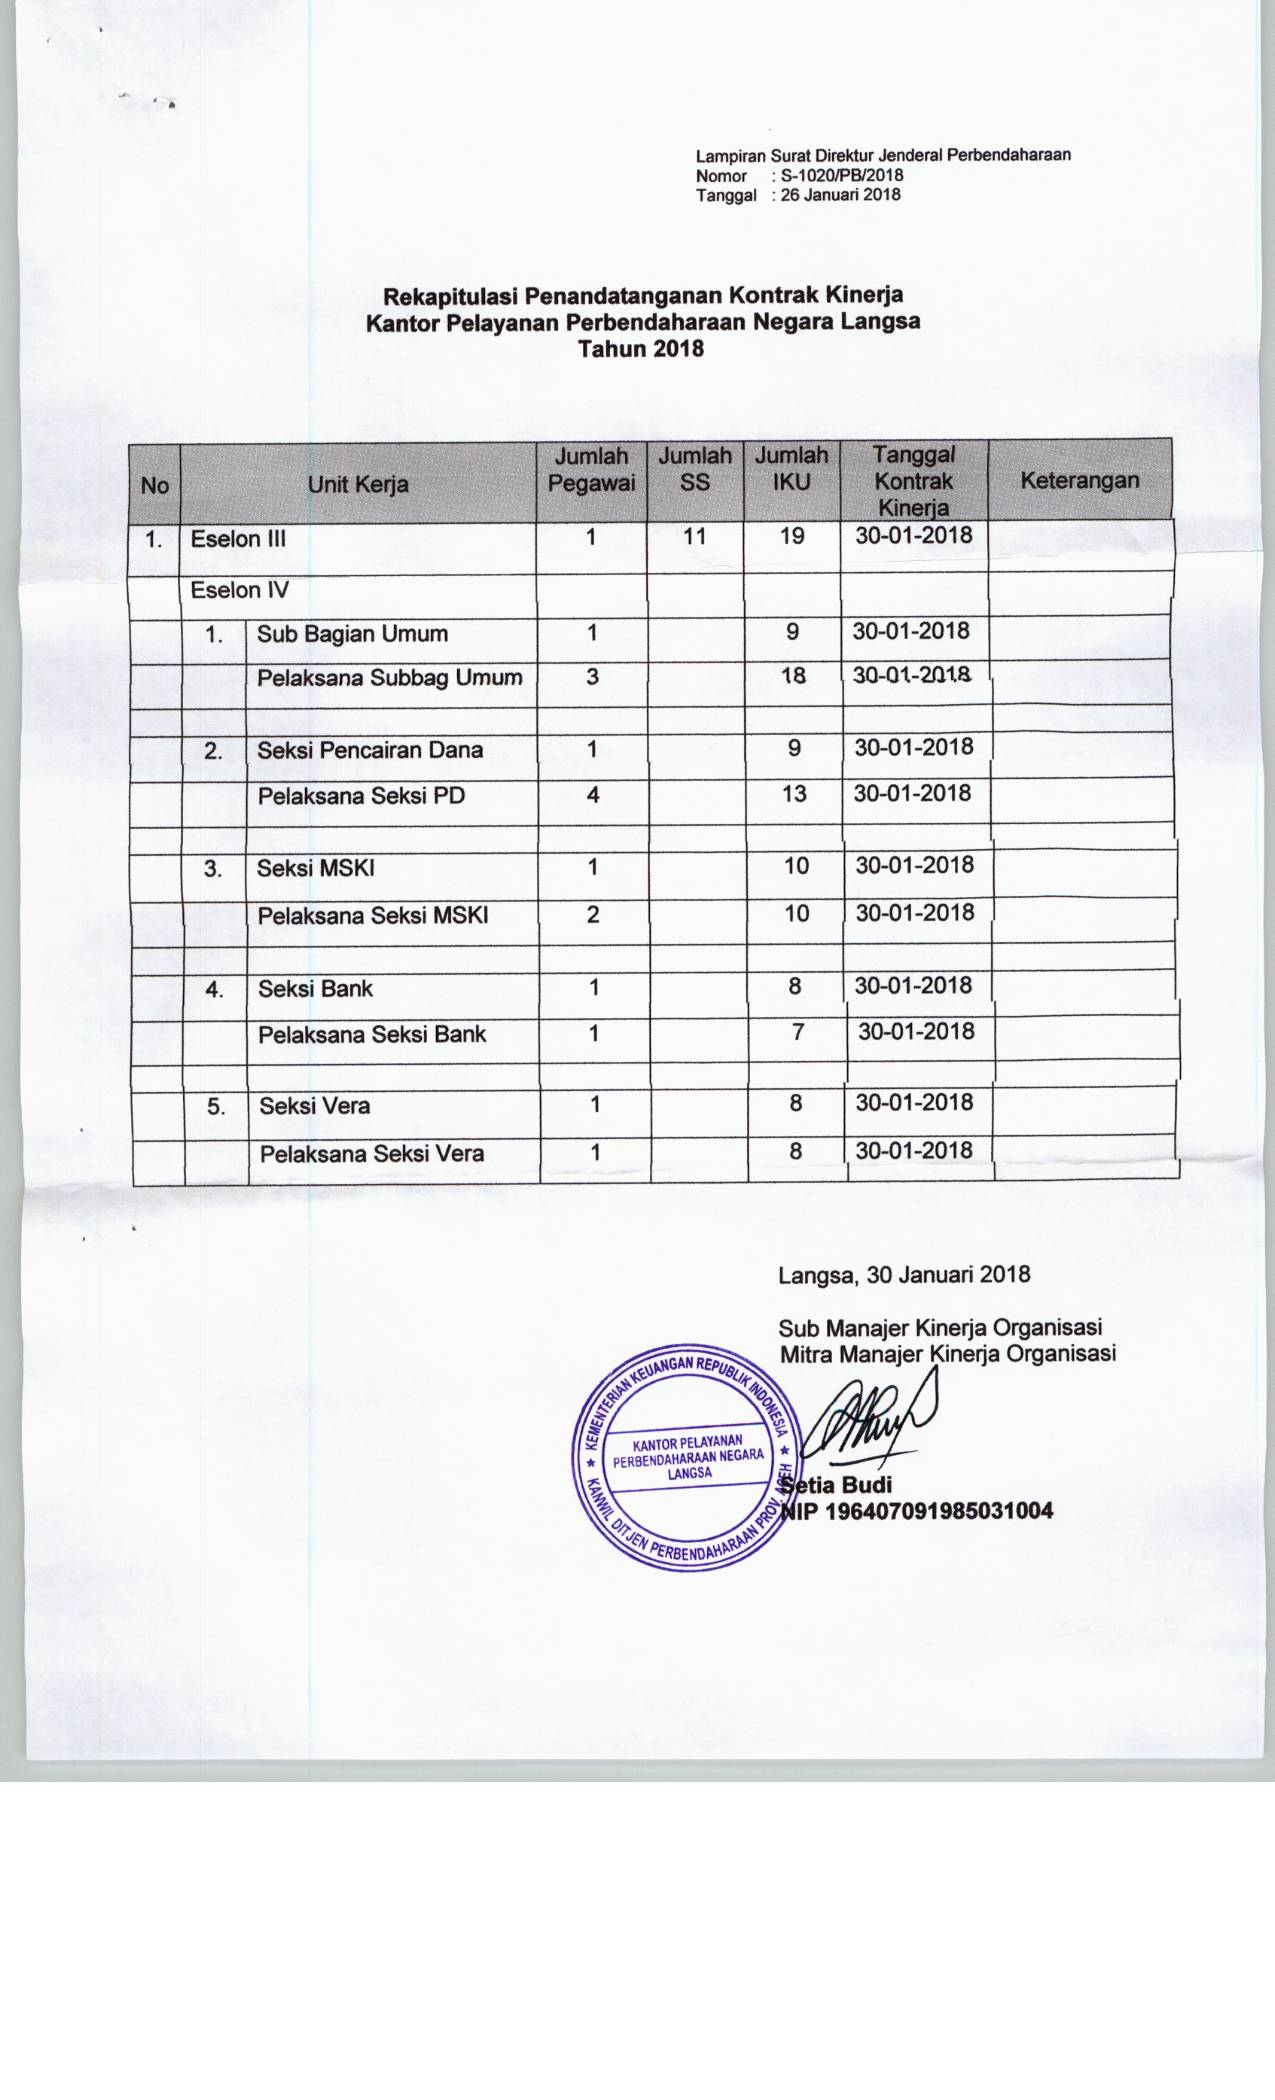 Lampiran Surat Direktur Jenderal Perbendaharaan
Nomor : S-1020/PB/2018
Tanggal : 26 Januari 2018
Rekapitulasi Penandatanganan Kontrak Kinerja
Kantor Pelayanan Perbendaharaan Negara Langsa
Tahun 2018
No Unit Kerja Jumlah Pegawai Jumlah SS Jumlah IKU Tanggal Kontrak Kinerja Keterangan
1. Eselon III 1 11 19 30-01-2018
Eselon IV
1. Sub Bagian Umum 1 9 30-01-2018
Pelaksana Subbag Umum 3 18 30-01-2018
2. Seksi Pencairan Dana 1 9 30-01-2018
Pelaksana Seksi PD 4 13 30-01-2018
3. Seksi MSKI 1 10 30-01-2018
Pelaksana Seksi MSKI 2 10 30-01-2018
4. Seksi Bank 1 8 30-01-2018
Pelaksana Seksi Bank 1 7 30-01-2018
5. Seksi Vera 1 8 30-01-2018
Pelaksana Seksi Vera 1 8 30-01-2018
Langsa, 30 Januari 2018
Sub Manajer Kinerja Organisasi
Mitra Manajer Kinerja Organisasi
KEMENTERIAN KEUANGAN REPUBLIK INDONESIA
KANTOR PELAYANAN
PERBENDAHARAAN NEGARA
LANGSA
KANWIL DITJEN PERBENDAHARAAN PROV. ACEH
Setia Budi
NIP 196407091985031004